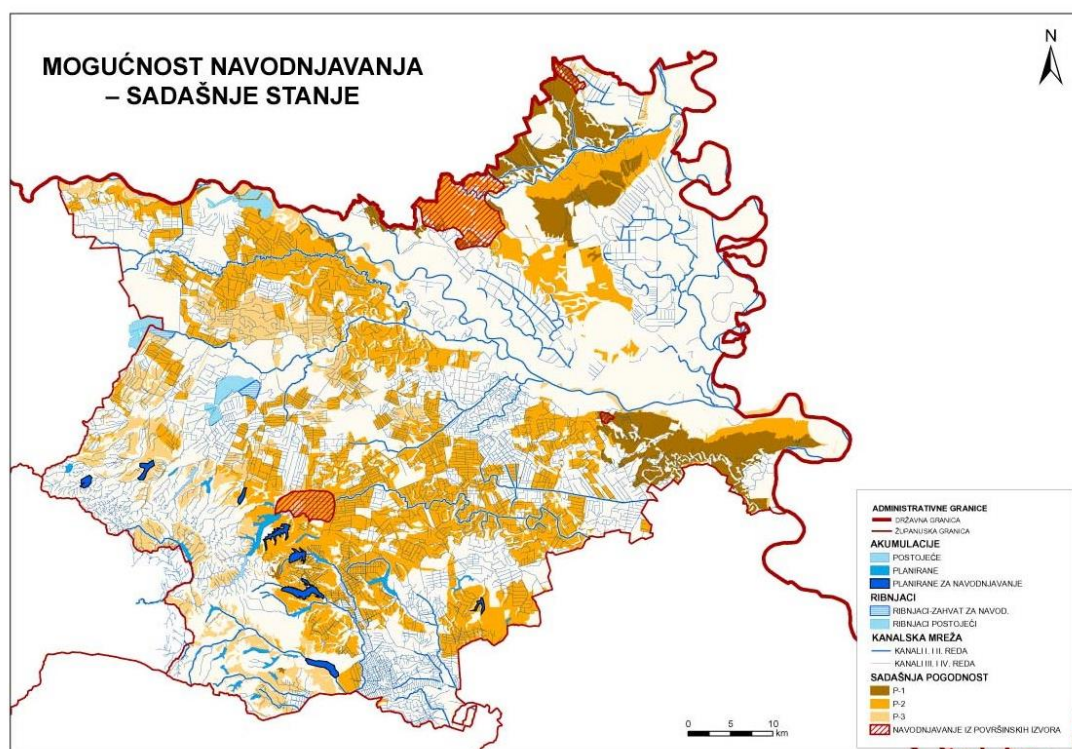 MOGUĆNOST NAVODNJAVANJA
– SADAŠNJE STANJE
N
ADMINISTRATIVNE GRANICE
DRŽAVNA GRANICA
ŽUPANIJSKA GRANICA
AKUMULACIJE
POSTOJEĆE
PLANIRANE
PLANIRANE ZA NAVODNJAVANJE
RIBNJACI
RIBNJACI-ZAHVAT ZA NAVOD.
RIBNJACI POSTOJEĆI
KANALSKA MREŽA
KANALI I. I II. REDA
KANALI III. I IV. REDA
SADAŠNJA POGODNOST
P-1
P-2
P-3
NAVODNJAVANJE IZ POVRŠINSKIH IZVORA
0 5 10
km